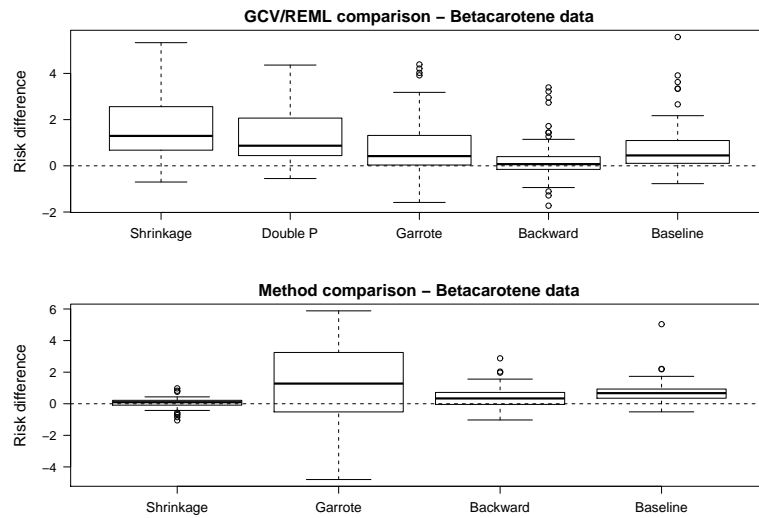 GCV/REML comparison − Betacarotene data
Risk difference
4
2
0
−2
Shrinkage Double P Garrote Backward Baseline
Method comparison − Betacarotene data
Risk difference
6
4
2
0
−2
−4
Shrinkage Garrote Backward Baseline